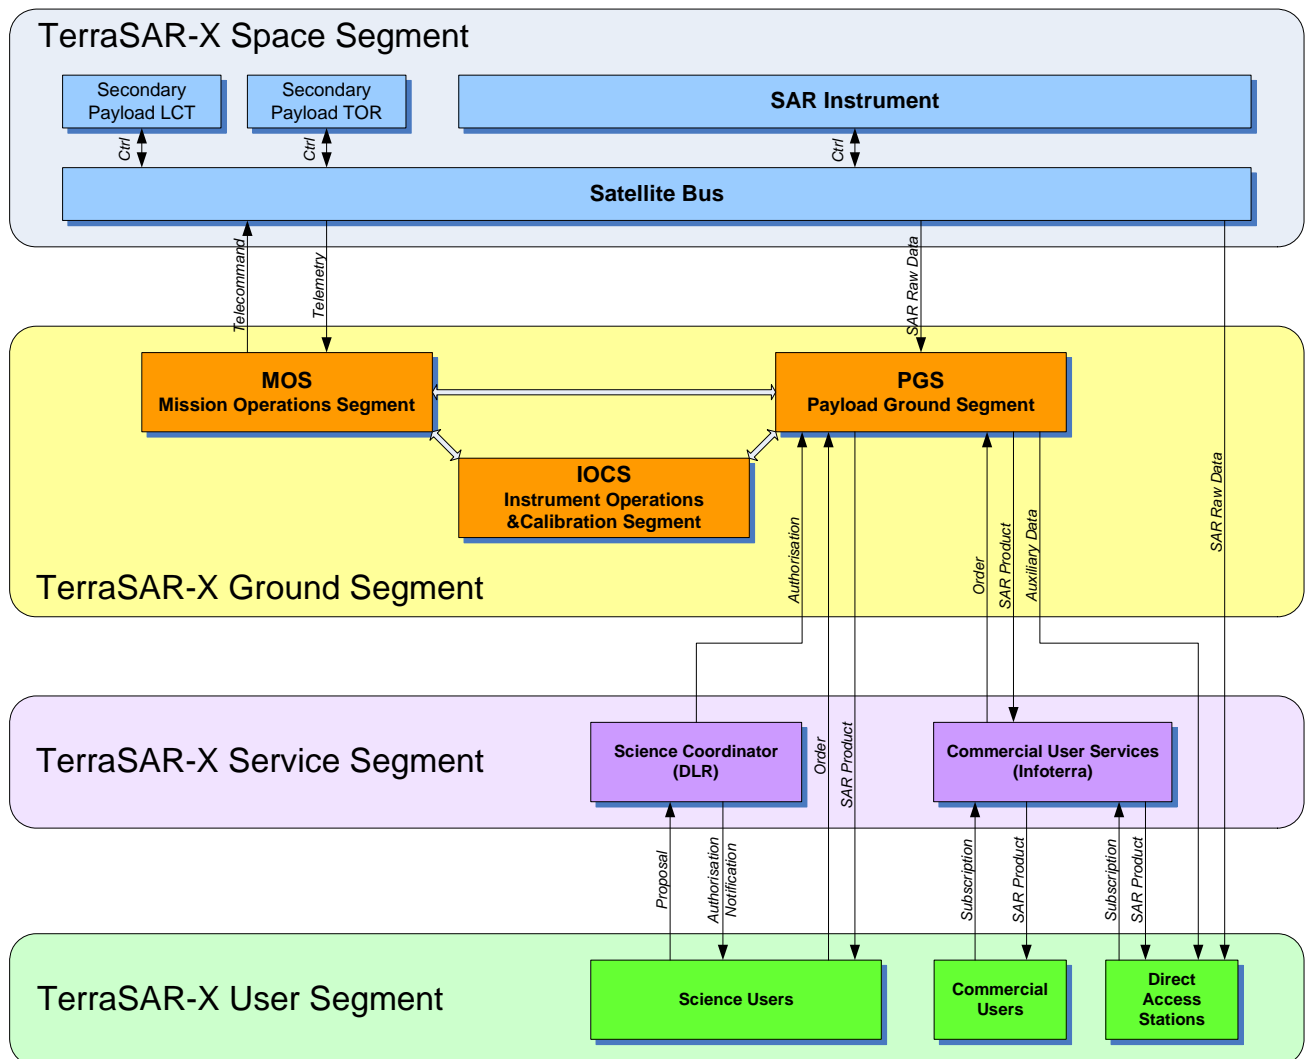 TerraSAR-X Space Segment
Secondary
Payload LCT
Secondary
Payload TOR
SAR Instrument
Ctrl
Ctrl
Ctrl
Satellite Bus
Telecommand
Telemetry
SAR Raw Data
SAR Raw Data
MOS
Mission Operations Segment
PGS
Payload Ground Segment
IOCS
Instrument Operations
&Calibration Segment
TerraSAR-X Ground Segment
Authorisation
Order
SAR Product
Order
SAR Product
Auxiliary Data
TerraSAR-X Service Segment
Science Coordinator
(DLR)
Commercial User Services
(Infoterra)
Proposal
Authorisation
Notification
Subscription
SAR Product
Subscription
SAR Product
TerraSAR-X User Segment
Science Users
Commercial
Users
Direct
Access
Stations